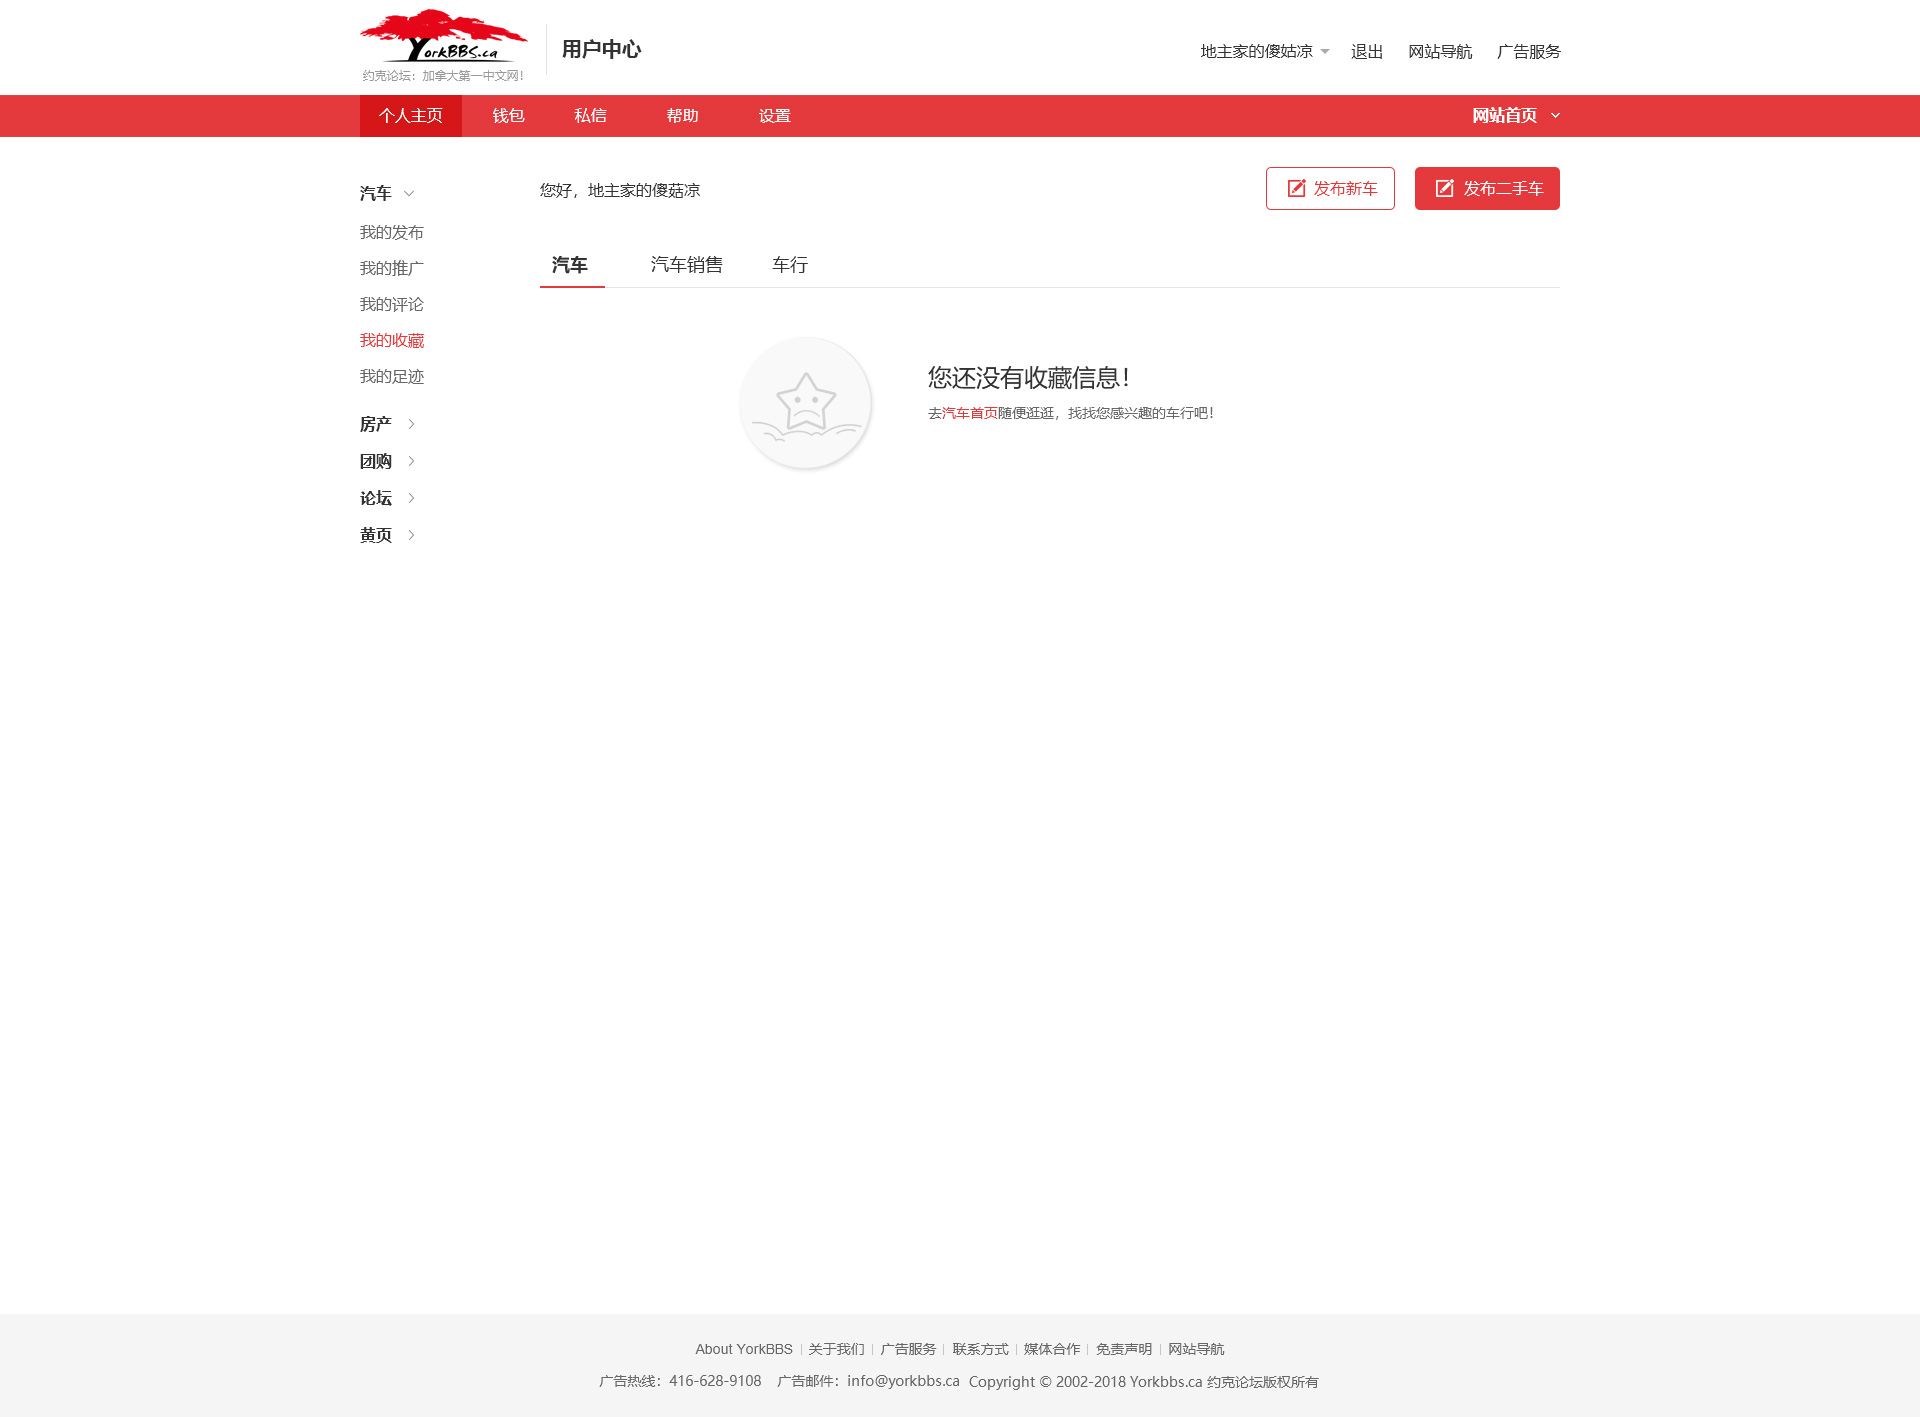 YorkBBS.ca
约克论坛：加拿大第一中文网！
用户中心
地主家的傻姑凉 退出 网站导航 广告服务
个人主页 钱包 私信 帮助 设置 网站首页
您好，地主家的傻菇凉
发布新车 发布二手车
汽车
我的发布
我的推广
我的评论
我的收藏
我的足迹
房产
团购
论坛
黄页
汽车 汽车销售 车行
您还没有收藏信息！
去汽车首页随便逛逛，找找您感兴趣的车行吧！
About YorkBBS 关于我们 广告服务 联系方式 媒体合作 免责声明 网站导航
广告热线：416-628-9108 广告邮件：info@yorkbbs.ca Copyright © 2002-2018 Yorkbbs.ca 约克论坛版权所有